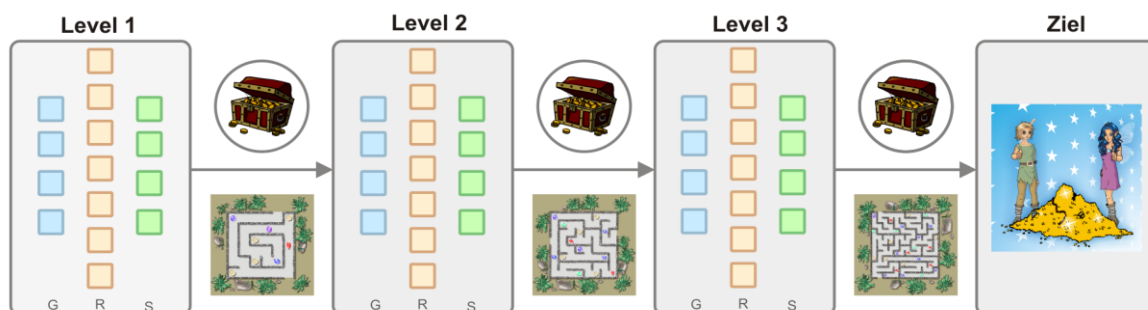 Level 1
Level 2
Level 3
Ziel
G R S
G R S
G R S